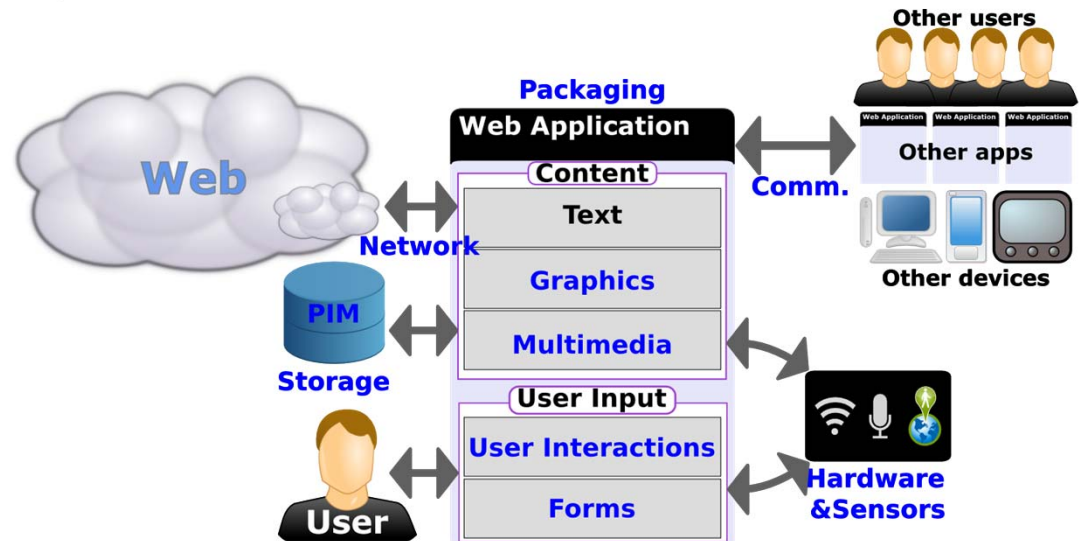 Other users
Packaging
Web Application
Web Application
Web Application
Web Application
Other apps
Comm.
Content
Web
Text
Network
Other devices
Graphics
PIM
Multimedia
Storage
User Input
User Interactions
Hardware
&Sensors
Forms
User